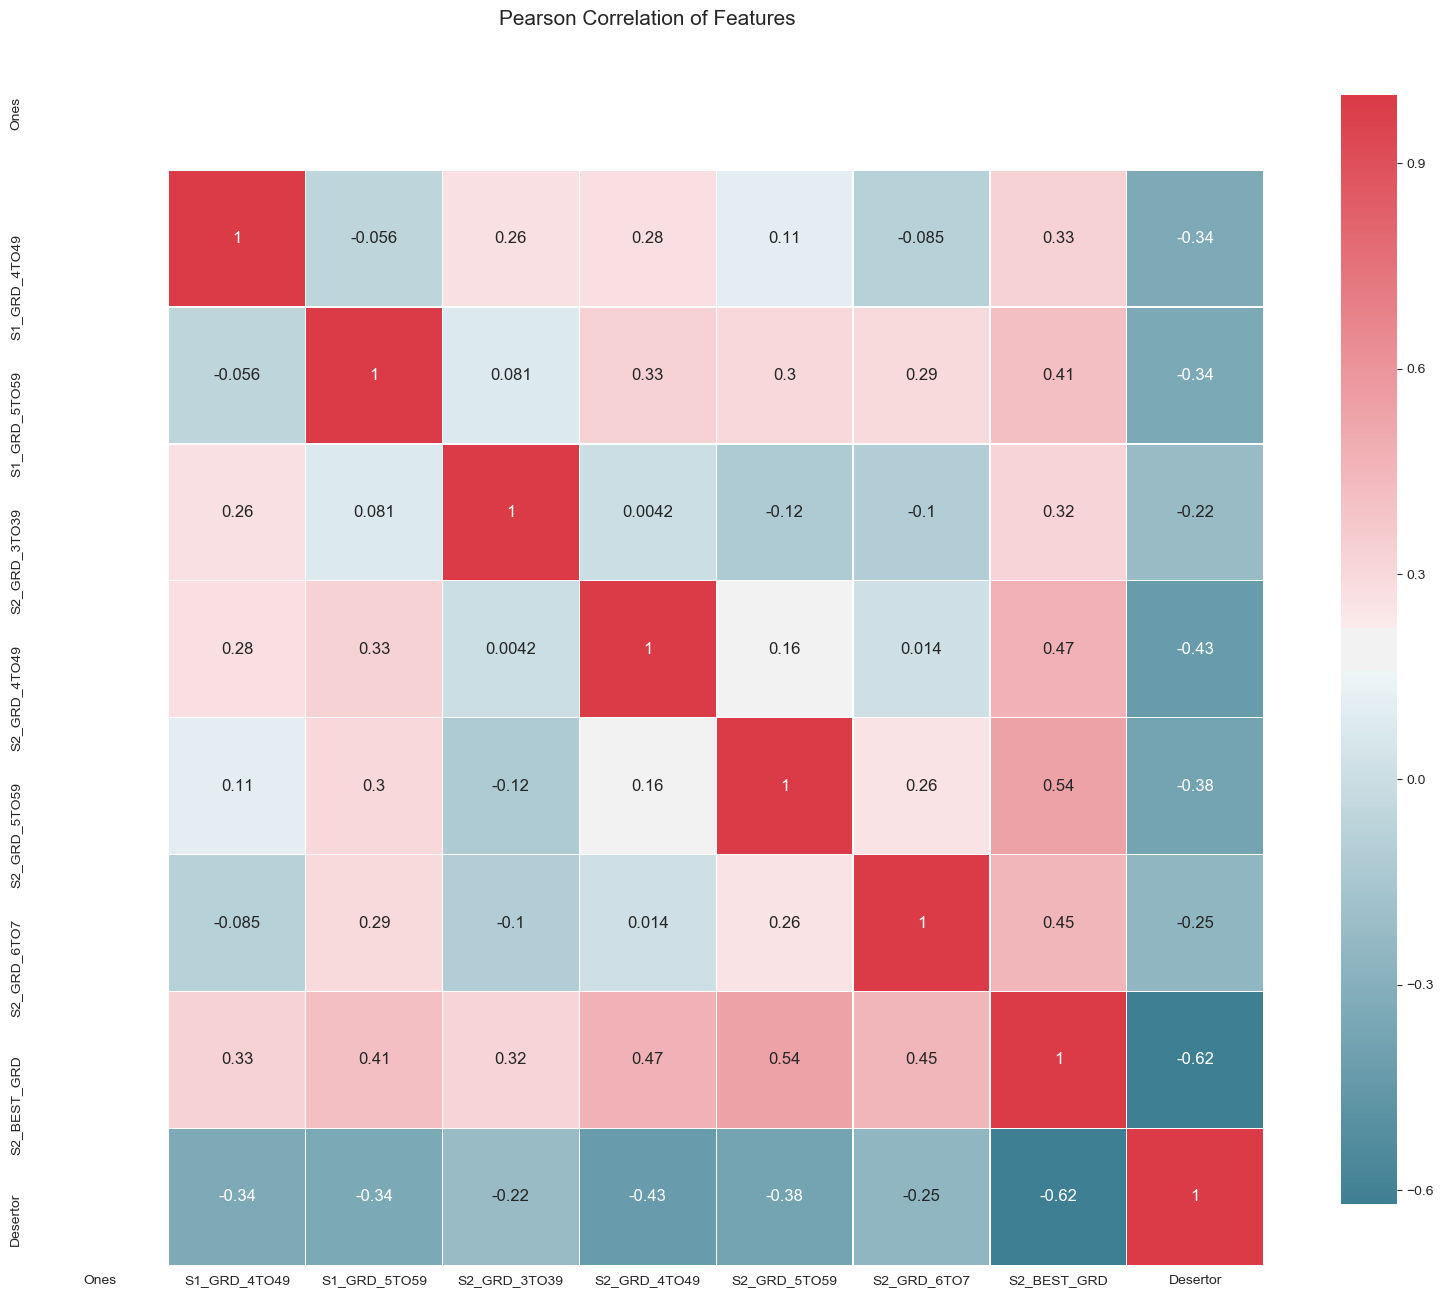 Pearson Correlation of Features
Ones
S1_GRD_4TO49
1 -0.056 0.26 0.28 0.11 -0.085 0.33 -0.34
S1_GRD_5TO59
-0.056 1 0.081 0.33 0.3 0.29 0.41 -0.34
S2_GRD_3TO39
0.26 0.081 1 0.0042 -0.12 -0.1 0.32 -0.22
S2_GRD_4TO49
0.28 0.33 0.0042 1 0.16 0.014 0.47 -0.43
S2_GRD_5TO59
0.11 0.3 -0.12 0.16 1 0.26 0.54 -0.38
S2_GRD_6TO7
-0.085 0.29 -0.1 0.014 0.26 1 0.45 -0.25
S2_BEST_GRD
0.33 0.41 0.32 0.47 0.54 0.45 1 -0.62
Desertor
-0.34 -0.34 -0.22 -0.43 -0.38 -0.25 -0.62 1
Ones S1_GRD_4TO49 S1_GRD_5TO59 S2_GRD_3TO39 S2_GRD_4TO49 S2_GRD_5TO59 S2_GRD_6TO7 S2_BEST_GRD Desertor
0.9
0.6
0.3
0.0
−0.3
−0.6